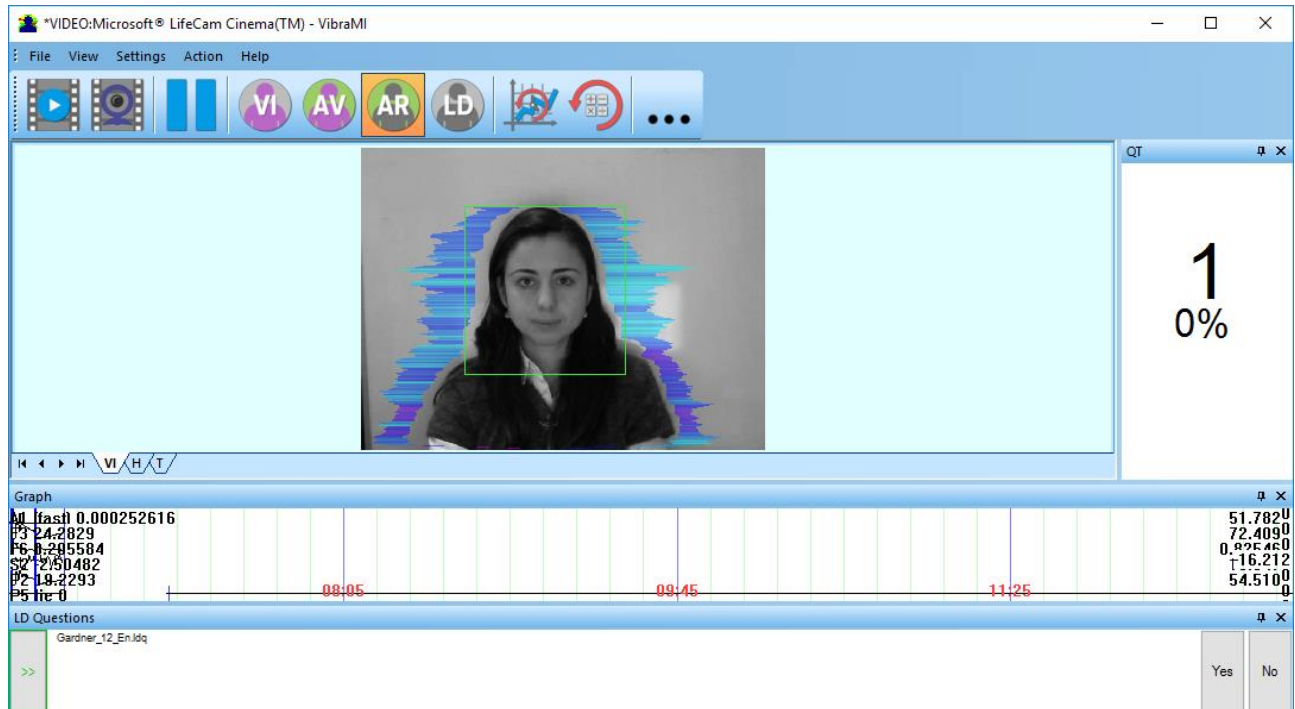 *VIDEO:Microsoft® LifeCam Cinema(TM) - VibraMI
File View Settings Action Help
VI AV AR LD
QT
1
0%
VI H T
Graph
(fast) 0.000252616
F3 24.2829
F6 0.295584
S2 -2.50482
P2 19.2293
P5 lie 0
08:05 09:45 11:25
51.782
72.409
16.212
54.510
LD Questions
Gardner_12_En.ldq
>> Yes No